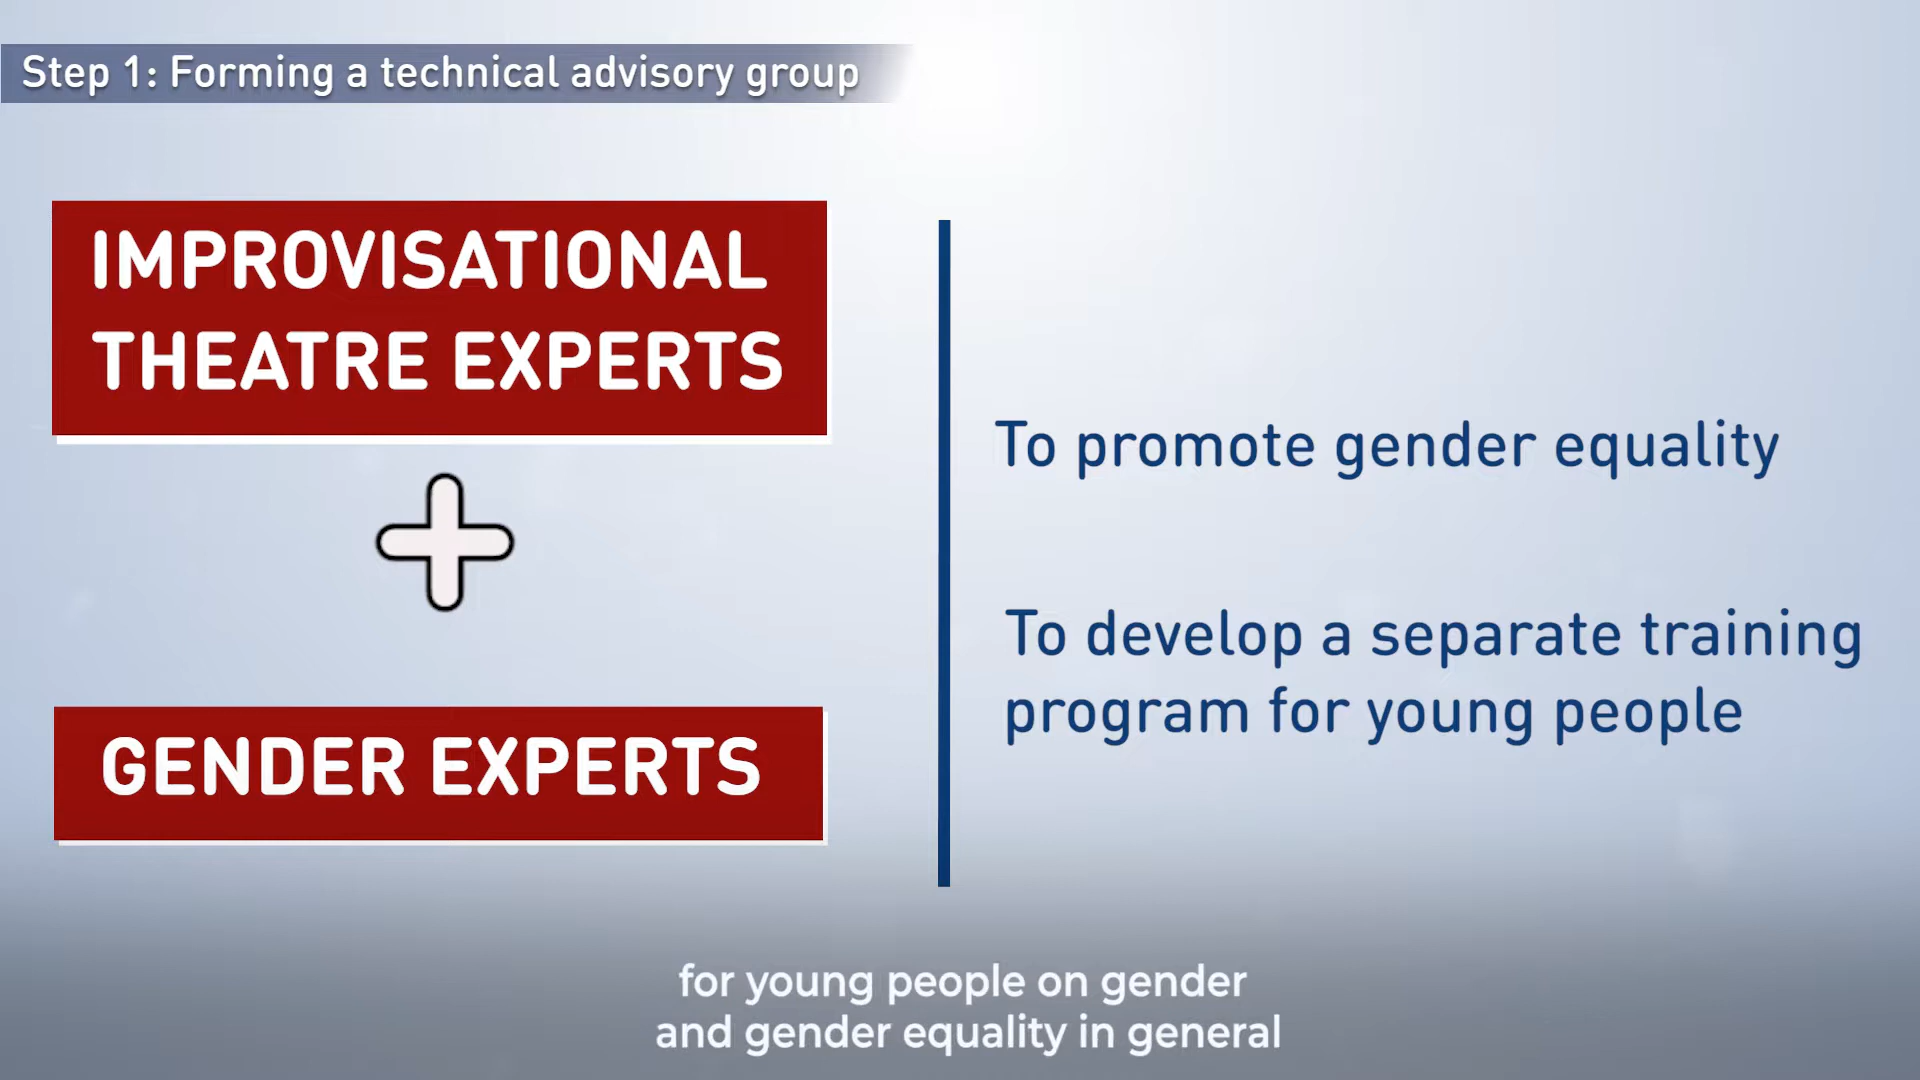 Step 1: Forming a technical advisory group
IMPROVISATIONAL
THEATRE EXPERTS
GENDER EXPERTS
To promote gender equality
To develop a separate training
program for young people
for young people on gender
and gender equality in general